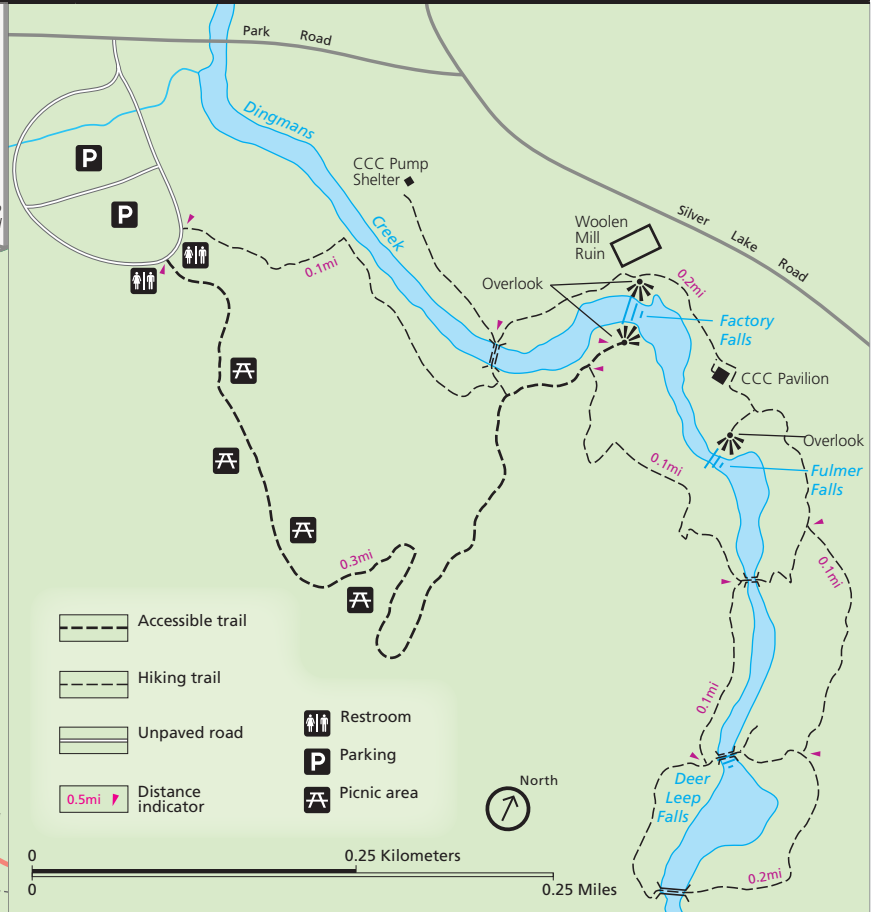 Park Road
Dingmans
Creek
P
P
CCC Pump
Shelter
0.1mi
Woolen
Mill
Ruin
Silver Lake Road
Overlook
0.2mi
Factory
Falls
CCC Pavilion
Overlook
0.1mi
Fulmer
Falls
0.3mi
0.1mi
0.1mi
Deer
Leep
Falls
0.2mi
Accessible trail
Hiking trail
Unpaved road
0.5mi Distance
indicator
Restroom
P Parking
Picnic area
North
0 0.25 Kilometers
0 0.25 Miles